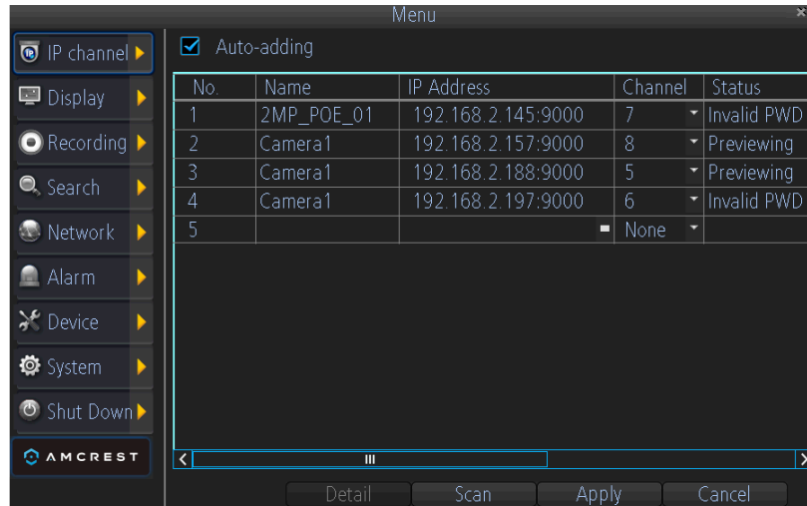 Menu
IP channel
Display
Recording
Search
Network
Alarm
Device
System
Shut Down
AMCREST
Auto-adding
No. Name IP Address Channel Status
1 2MP_POE_01 192.168.2.145:9000 7 Invalid PWD
2 Camera1 192.168.2.157:9000 8 Previewing
3 Camera1 192.168.2.188:9000 5 Previewing
4 Camera1 192.168.2.197:9000 6 Invalid PWD
5 None
Detail Scan Apply Cancel